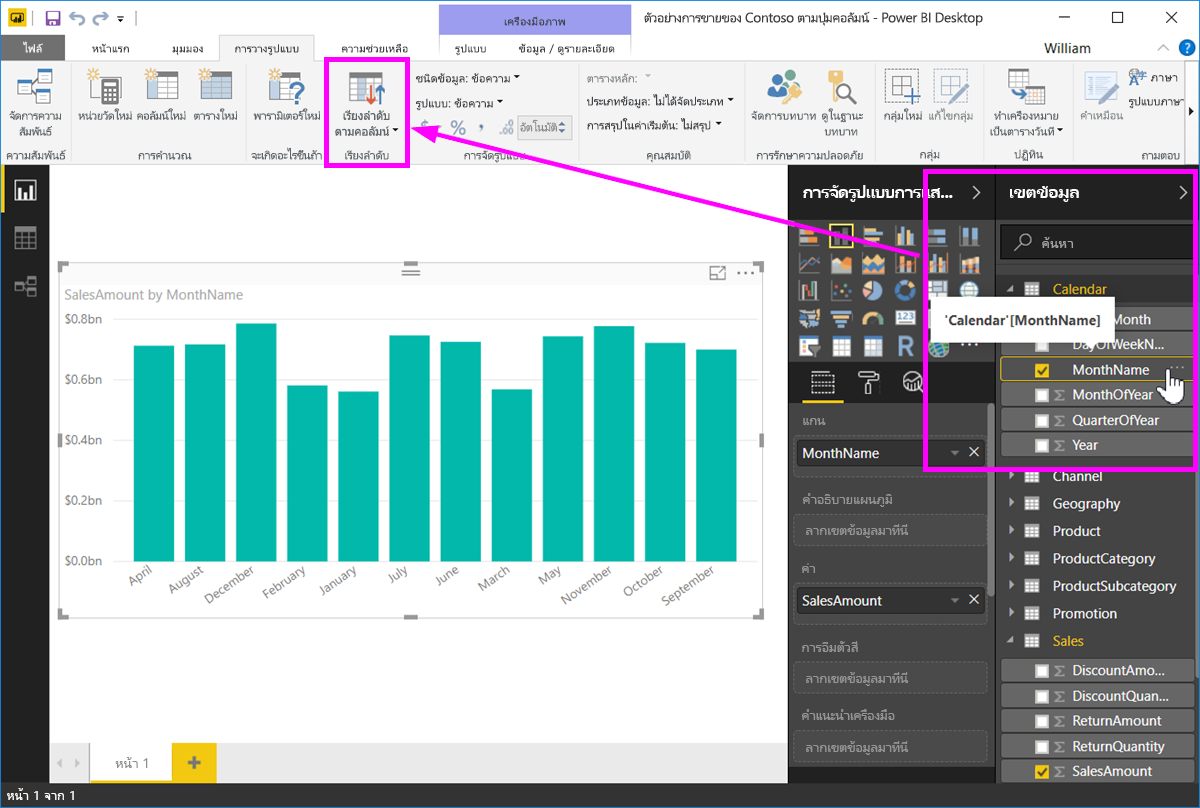 เครื่องมือภาพ
ตัวอย่างการขายของ Contoso ตามปุ่มคอลัมน์ - Power BI Desktop
ไฟล์
หน้าแรก
มุมมอง
การวางรูปแบบ
ความช่วยเหลือ
รูปแบบ
ข้อมูล / ดูรายละเอียด
William
จัดการความ
สัมพันธ์
ความสัมพันธ์
หน่วยวัดใหม่
คอลัมน์ใหม่
ตารางใหม่
การคำนวณ
พารามิเตอร์ใหม่
จะเกิดอะไรขึ้นถ้า
เรียงลำดับ
ตามคอลัมน์
เรียงลำดับ
ชนิดข้อมูล: ข้อความ
รูปแบบ: ข้อความ
$ % , .00
อัตโนมัติ
การจัดรูปแบบ
ตารางหลัก:
ประเภทข้อมูล: ไม่ได้จัดประเภท
การสรุปในค่าเริ่มต้น: ไม่สรุป
คุณสมบัติ
จัดการบทบาท
ดูในฐานะ
บทบาท
การรักษาความปลอดภัย
กลุ่มใหม่
แก้ไขกลุ่ม
กลุ่ม
ทำเครื่องหมาย
เป็นตารางวันที่
ปฏิทิน
คำเหมือน
ภาษา
รูปแบบภาษา
ถามตอบ
SalesAmount by MonthName
$0.8bn
$0.6bn
$0.4bn
$0.2bn
$0.0bn
April
August
December
February
January
July
June
March
May
November
October
September
การจัดรูปแบบการแส...
123
R
แกน
MonthName
คำอธิบายแผนภูมิ
ลากเขตข้อมูลมาที่นี่
ค่า
SalesAmount
การอิ่มตัวสี
ลากเขตข้อมูลมาที่นี่
คำแนะนำเครื่องมือ
ลากเขตข้อมูลมาที่นี่
เขตข้อมูล
ค้นหา
Calendar
'Calendar'[MonthName]
Month
DayOfWeekN...
MonthName
MonthOfYear
QuarterOfYear
Year
Channel
Geography
Product
ProductCategory
ProductSubcategory
Promotion
Sales
DiscountAmo...
DiscountQuan...
ReturnAmount
ReturnQuantity
SalesAmount
หน้า 1
หน้า 1 จาก 1